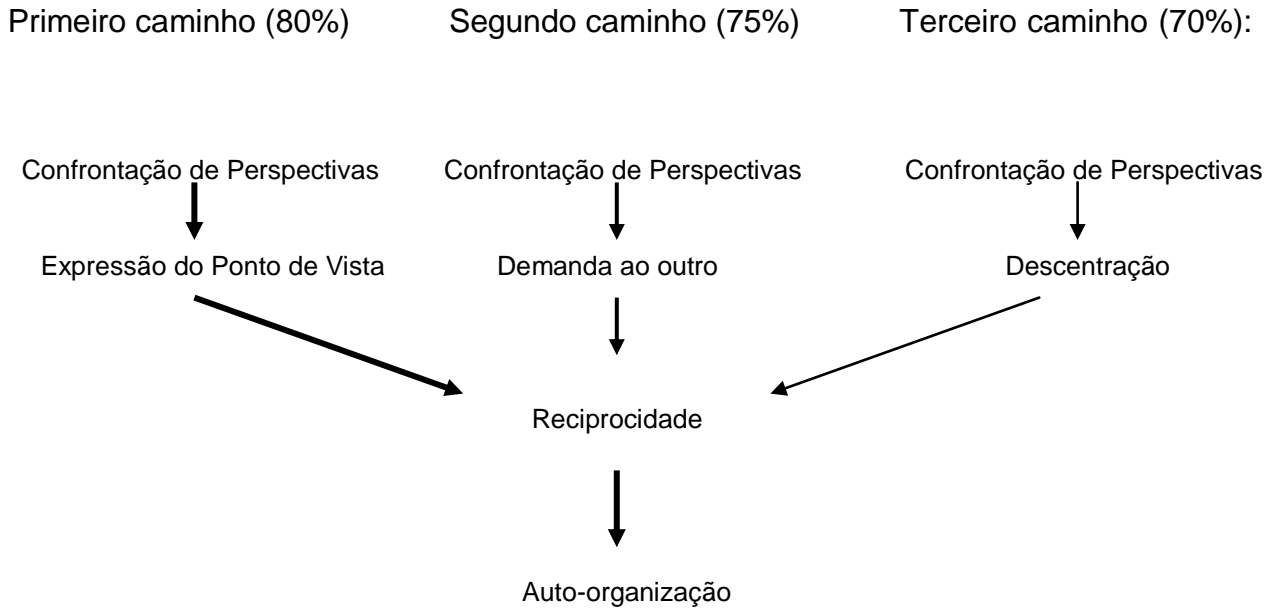 Primeiro caminho (80%) Segundo caminho (75%) Terceiro caminho (70%):
Confrontação de Perspectivas Confrontação de Perspectivas Confrontação de Perspectivas
Expressão do Ponto de Vista Demanda ao outro Descentração
Reciprocidade
Auto-organização